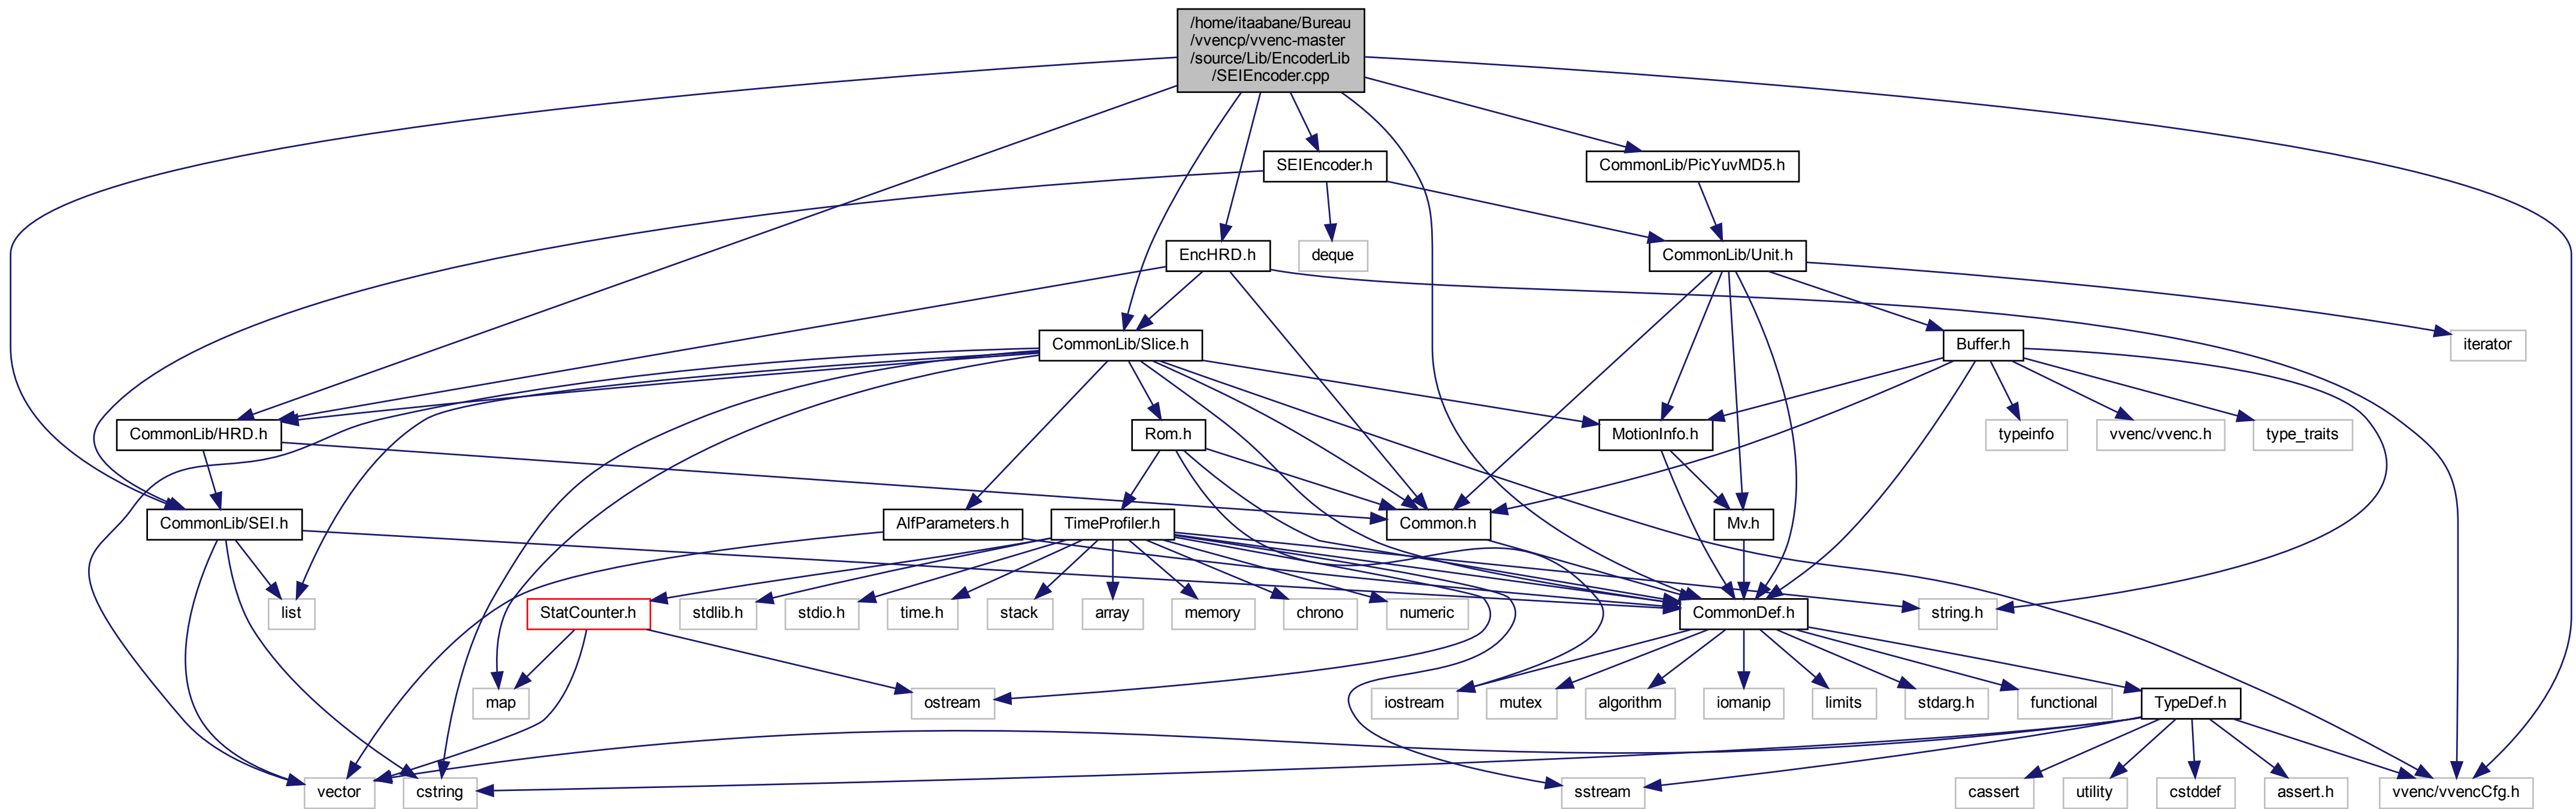 /home/itaabane/Bureau
/vvencp/vvenc-master
/source/Lib/EncoderLib
/SEIEncoder.cpp
SEIEncoder.h
CommonLib/PicYuvMD5.h
EncHRD.h
deque
CommonLib/Unit.h
CommonLib/Slice.h
Buffer.h
iterator
CommonLib/HRD.h
Rom.h
MotionInfo.h
typeinfo
vvenc/vvenc.h
type_traits
CommonLib/SEI.h
AlfParameters.h
TimeProfiler.h
Common.h
Mv.h
list
StatCounter.h
stdlib.h
stdio.h
time.h
stack
array
memory
chrono
numeric
CommonDef.h
string.h
map
ostream
iostream
mutex
algorithm
iomanip
limits
stdarg.h
functional
TypeDef.h
vector
cstring
sstream
cassert
utility
cstddef
assert.h
vvenc/vvencCfg.h